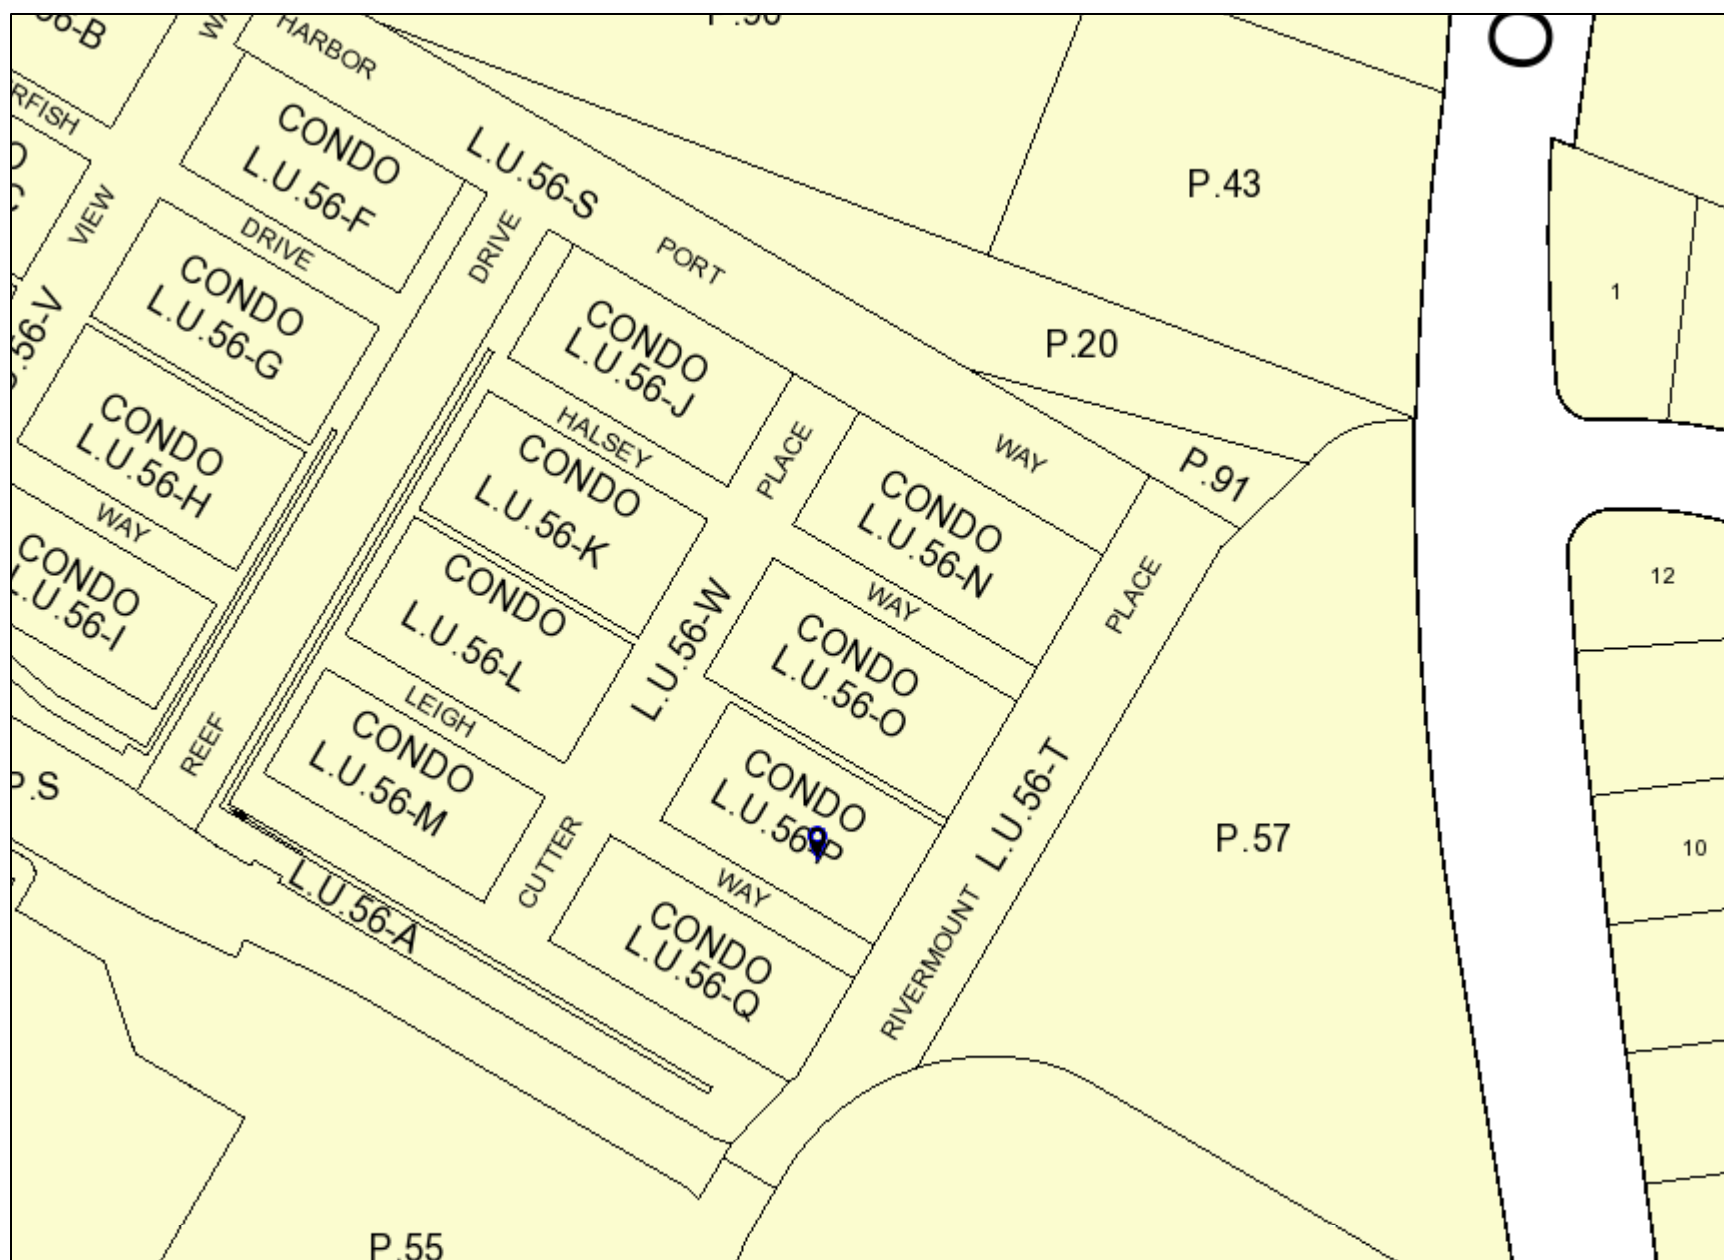 HARBOR
CONDO
L.U.56-F
L.U.56-S
P.43
VIEW
DRIVE
DRIVE
PORT
CONDO
L.U.56-G
1
CONDO
L.U.56-J
P.20
CONDO
L.U.56-H
HALSEY
PLACE
WAY
P.91
CONDO
L.U.56-K
CONDO
L.U.56-N
WAY
CONDO
L.U.56-I
CONDO
L.U.56-L
L.U.56-W
WAY
PLACE
12
CONDO
L.U.56-O
LEIGH
REEF
CONDO
L.U.56-M
CONDO
L.U.56-P
L.U.56-T
P.57
10
CUTTER
L.U.56-A
WAY
CONDO
L.U.56-Q
RIVERMOUNT
P.55